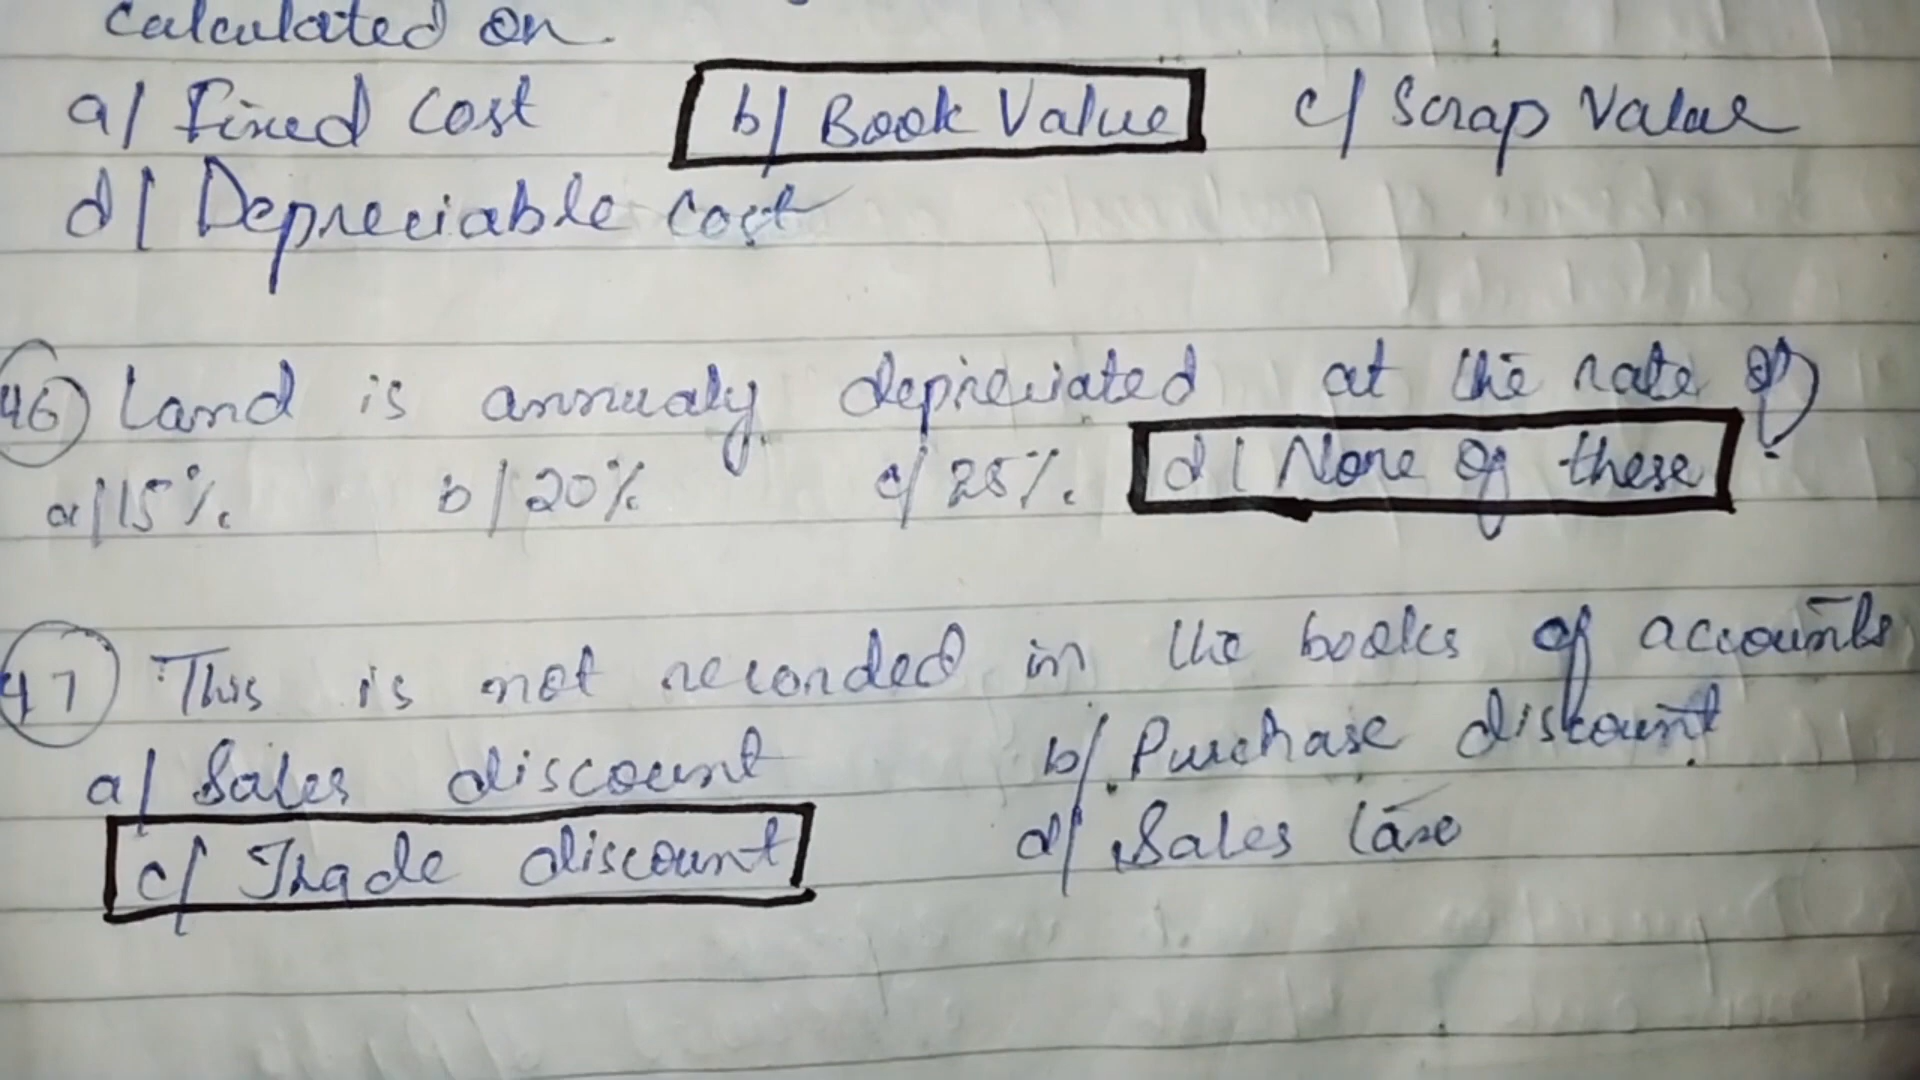 calculated on
a/ Fixed Cost b/ Book Value c/ Scrap Value
d/ Depreciable cost
46 Land is annualy depreciated at the rate of?
a/ 15% b/ 20% c/ 25% d/ None of these
47 This is not recorded in the books of accounts
a/ Sales discount b/ Purchase discount
c/ Trade discount d/ Sales